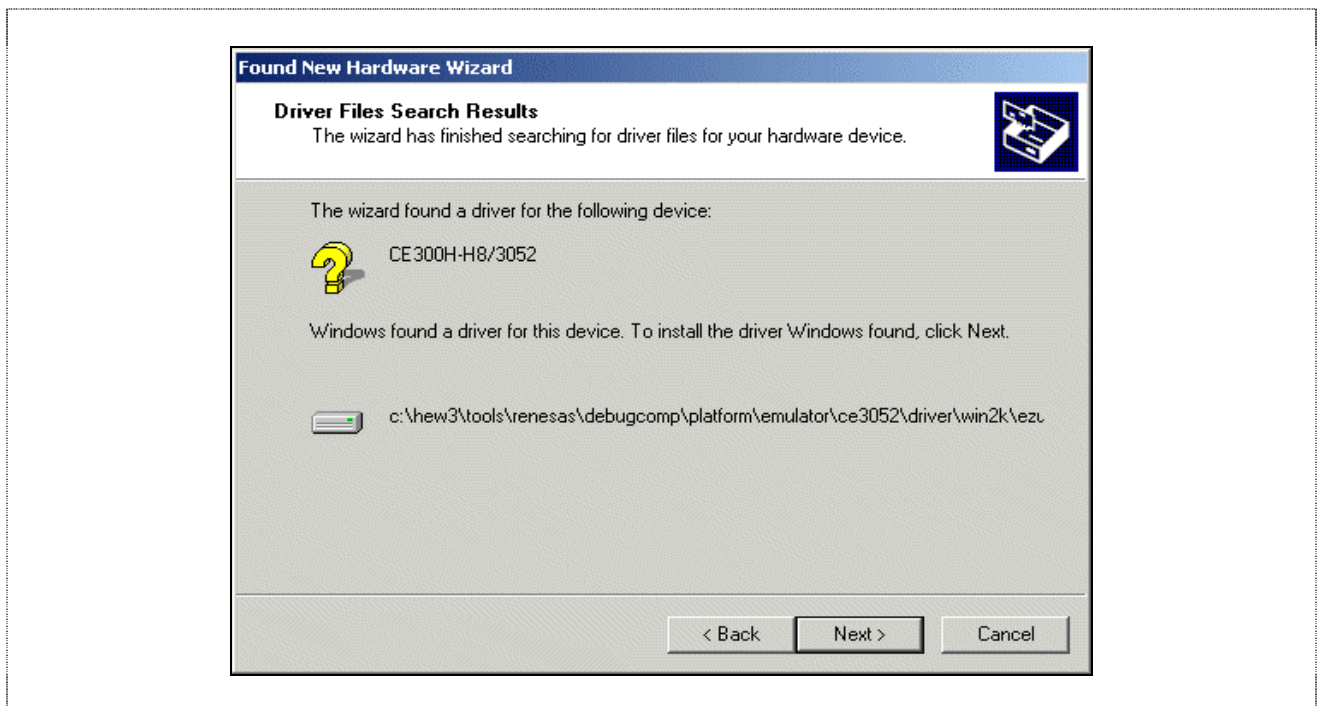 Found New Hardware Wizard
Driver Files Search Results
The wizard has finished searching for driver files for your hardware device.
The wizard found a driver for the following device:
CE300H-H8/3052
Windows found a driver for this device. To install the driver Windows found, click Next.
c:\hew3\tools\renesas\debugcomp\platform\emulator\ce3052\driver\win2k\ezu
< Back
Next >
Cancel